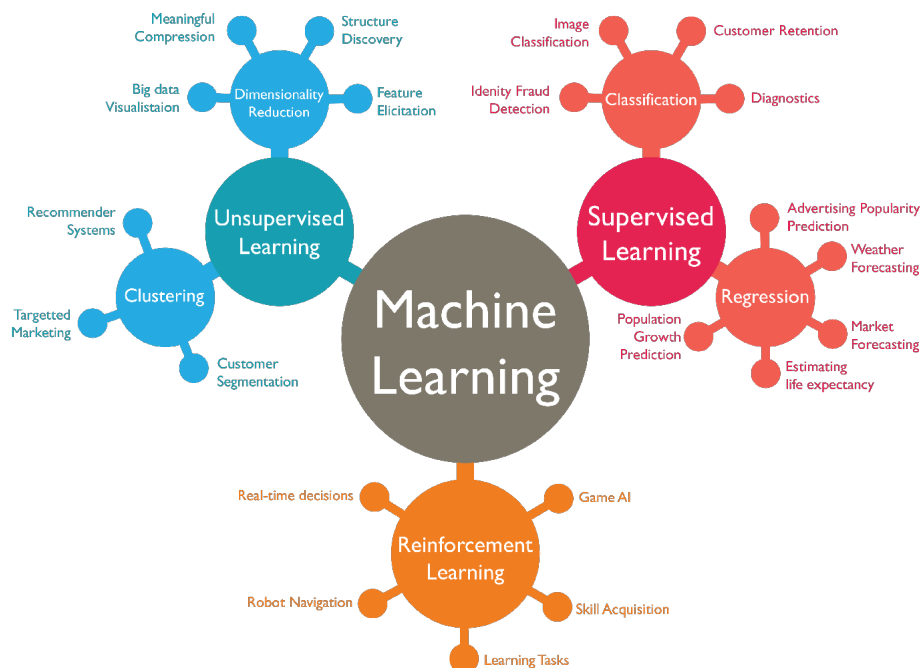 Meaningful
Compression
Structure
Discovery
Big data
Visualistaion
Dimensionality
Reduction
Feature
Elicitation
Image
Classification
Customer Retention
Idenity Fraud
Detection
Classification
Diagnostics
Unsupervised
Learning
Supervised
Learning
Recommender
Systems
Clustering
Targetted
Marketing
Customer
Segmentation
Machine
Learning
Advertising Popularity
Prediction
Weather
Forecasting
Regression
Population
Growth
Prediction
Market
Forecasting
Estimating
life expectancy
Real-time decisions
Game AI
Reinforcement
Learning
Robot Navigation
Skill Acquisition
Learning Tasks